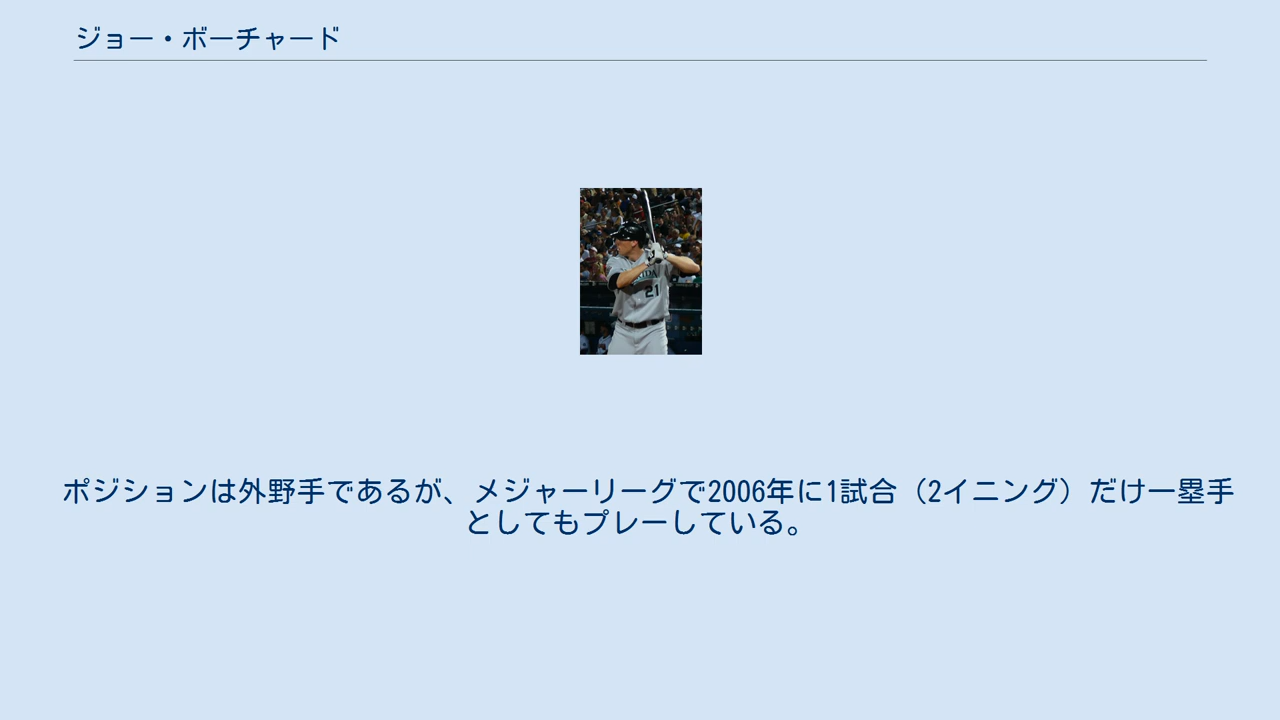 ジョー・ボーチャード
IDA
21
ポジションは外野手であるが、メジャーリーグで2006年に1試合（2イニング）だけ一塁手
としてもプレーしている。